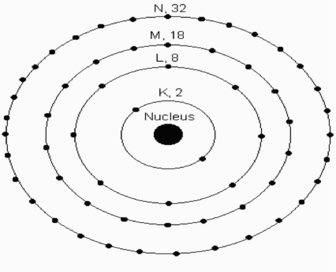 N, 32
M, 18
L, 8
K, 2
Nucleus